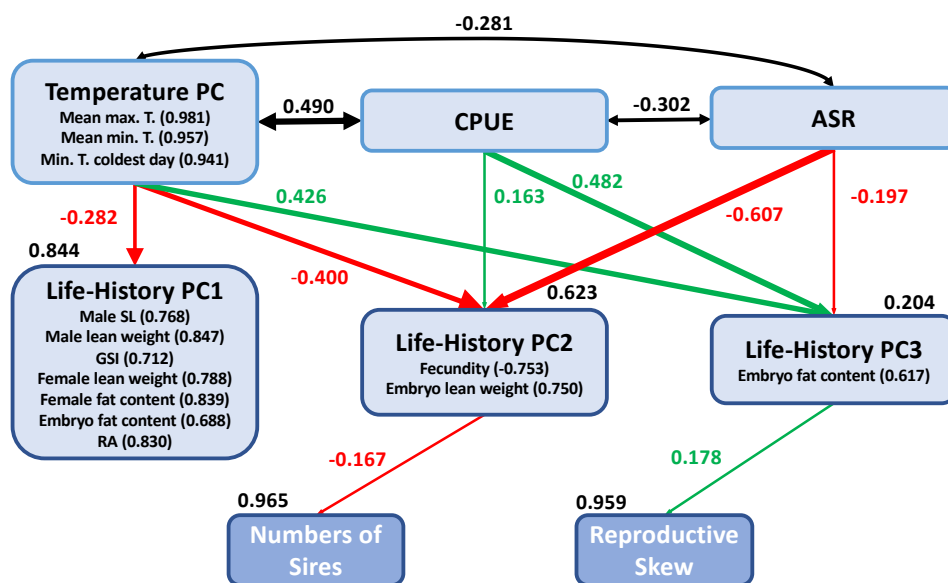 -0.281
Temperature PC
Mean max. T. (0.981)
Mean min. T. (0.957)
Min. T. coldest day (0.941)
0.490
CPUE
-0.302
ASR
-0.282
0.426
-0.400
0.163
0.482
-0.607
-0.197
0.844
Life-History PC1
Male SL (0.768)
Male lean weight (0.847)
GSI (0.712)
Female lean weight (0.788)
Female fat content (0.839)
Embryo fat content (0.688)
RA (0.830)
0.623
Life-History PC2
Fecundity (-0.753)
Embryo lean weight (0.750)
0.204
Life-History PC3
Embryo fat content (0.617)
-0.167
0.178
0.965
Numbers of
Sires
0.959
Reproductive
Skew